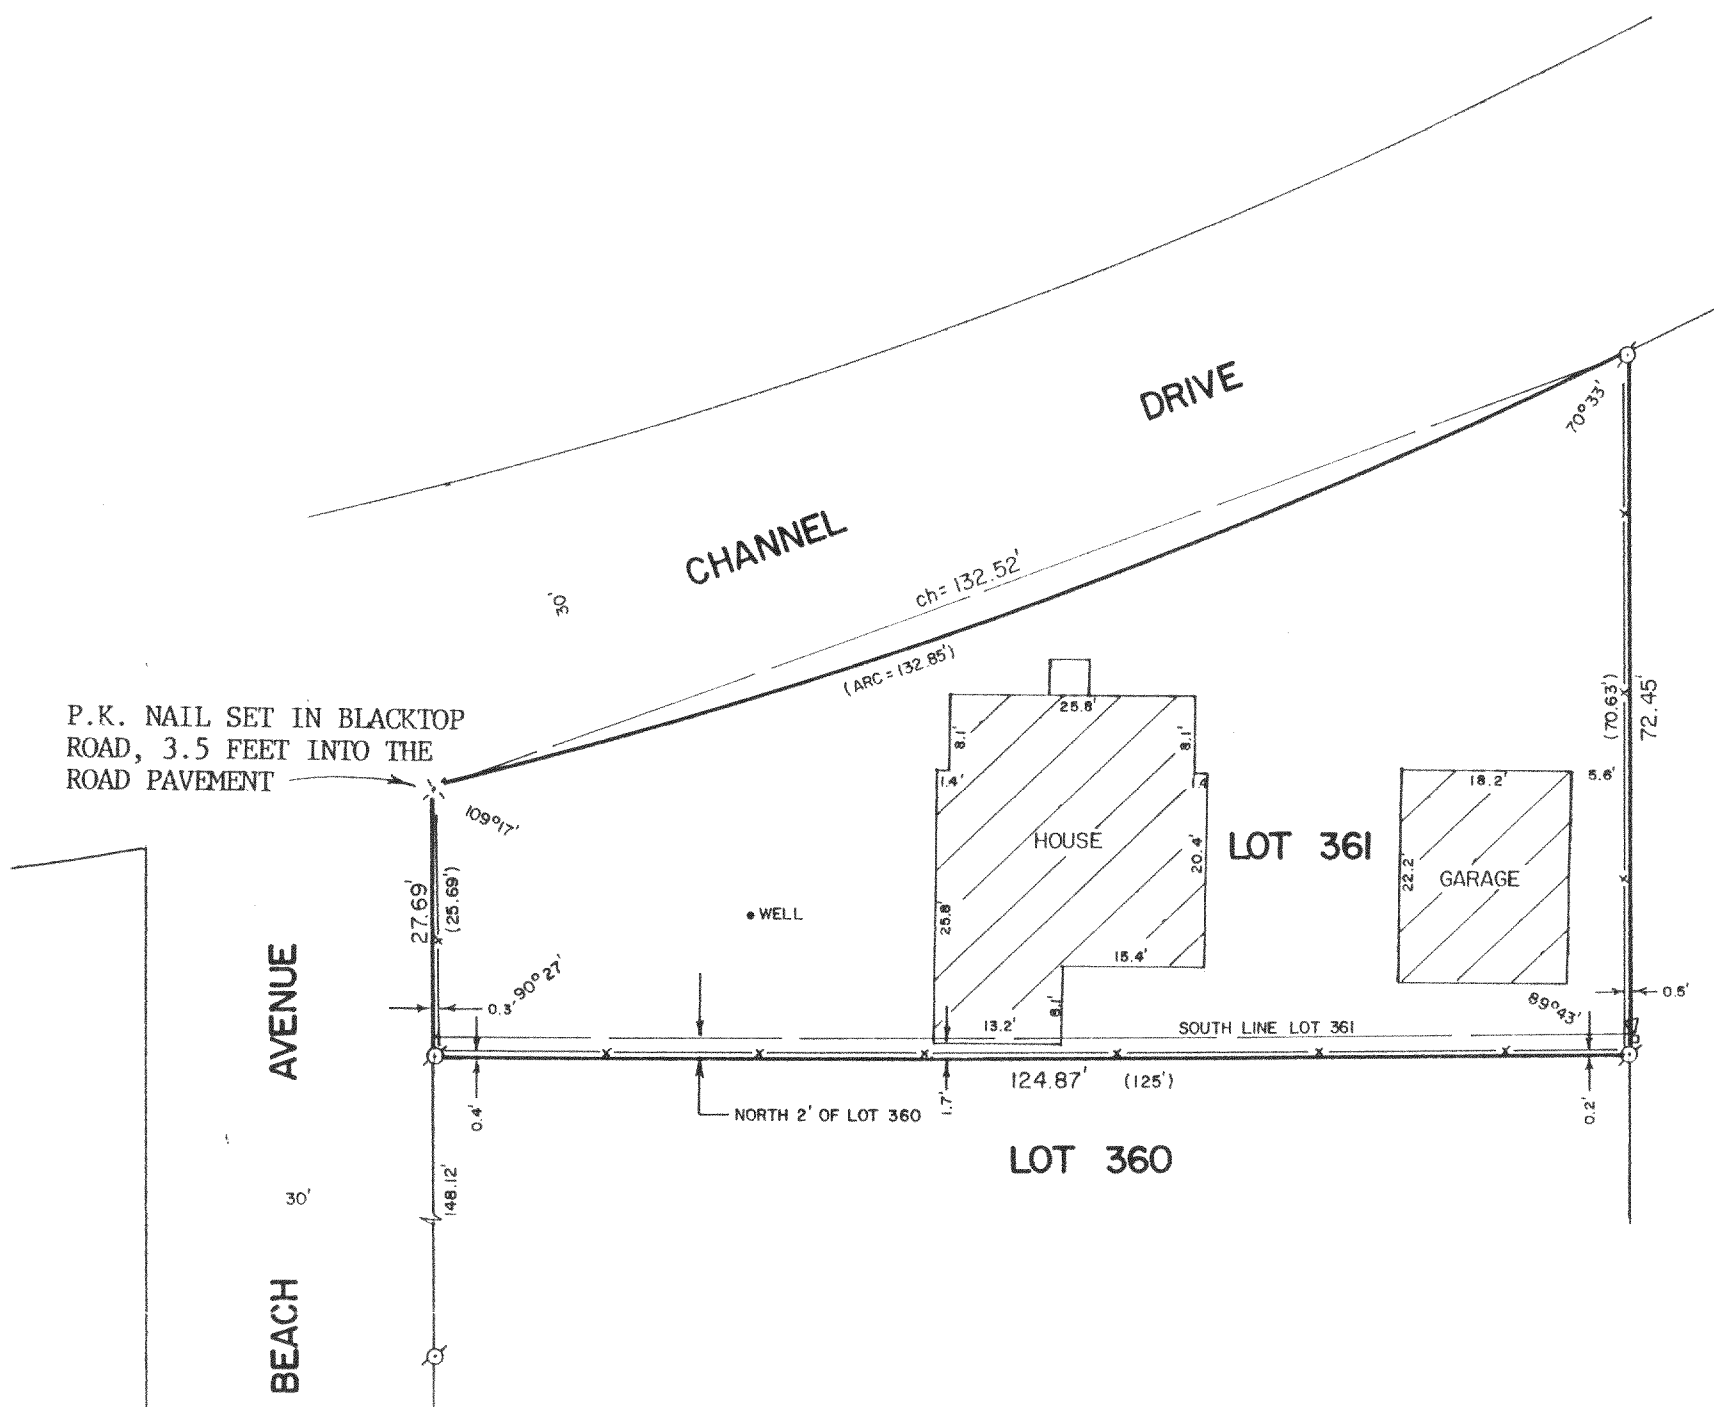 DRIVE
70°33'
CHANNEL
ch= 132.52'
30'
(ARC = 132.85')
P.K. NAIL SET IN BLACKTOP
ROAD, 3.5 FEET INTO THE
ROAD PAVEMENT
109°17'
25.8'
8.1'
8.1'
1.4'
1.4
(70.63')
72.45'
18.2'
5.6'
HOUSE
LOT 361
20.4'
22.2'
GARAGE
27.69'
(25.69')
WELL
25.8'
15.4'
AVENUE
90°27'
0.3'
0.5'
89°43'
13.2'
SOUTH LINE LOT 361
124.87' (125')
0.4'
NORTH 2' OF LOT 360
1.7'
0.2'
LOT 360
148.12'
30'
BEACH